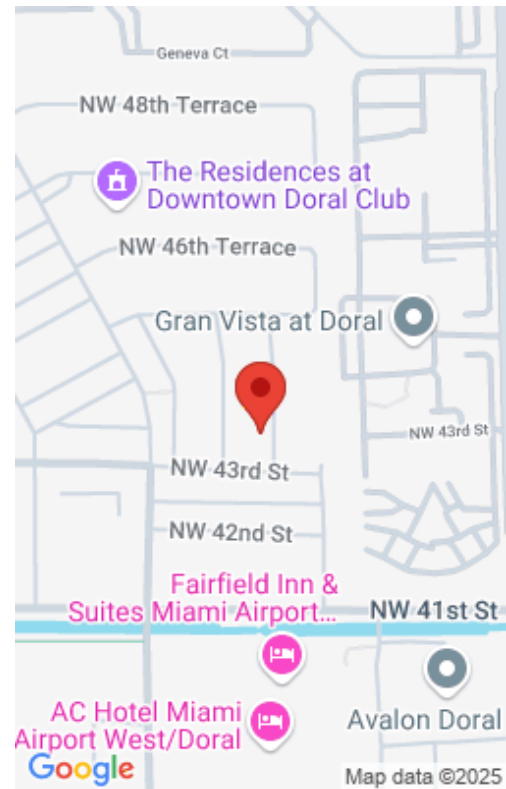 Geneva Ct
NW 48th Terrace
The Residences at
Downtown Doral Club
NW 46th Terrace
Gran Vista at Doral
NW 43rd St
NW 43rd St
NW 42nd St
Fairfield Inn &
Suites Miami Airport...
NW 41st St
AC Hotel Miami
Airport West/Doral
Avalon Doral
Google
Map data ©2025